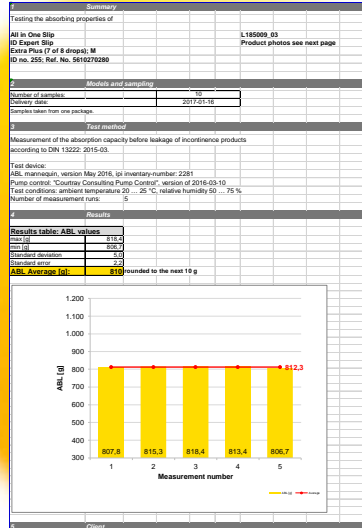 1 Summary
Testing the absorbing properties of
All in One Slip L185009_03
ID Expert Slip Product photos see next page
Extra Plus (7 of 8 drops); M
ID no. 255; Ref. No. 5610270280
2 Models and sampling
Number of samples: 10
Delivery date: 2017-01-16
Samples taken from one package.
3 Test method
Measurement of the absorption capacity before leakage of incontinence products
according to DIN 13222: 2015-03.
Test device:
ABL mannequin, version May 2016, ipi inventary-number: 2281
Pump control: "Courtray Consulting Pump Control", version of 2016-03-10
Test conditions: ambient temperature 20 … 25 °C, relative humidity 50 … 75 %
Number of measurement runs: 5
4 Results
Results table: ABL values
max [g] 818,4
min [g] 806,7
Standard deviation 5,0
Standard error 2,2
ABL Average [g]: 810 rounded to the next 10 g
1.200
1.100
1.000
900
800
700
600
500
400
300
ABL [g]
812,3
807,8 815,3 818,4 813,4 806,7
1 2 3 4 5
Measurement number
ABL [g] Average
5 Client